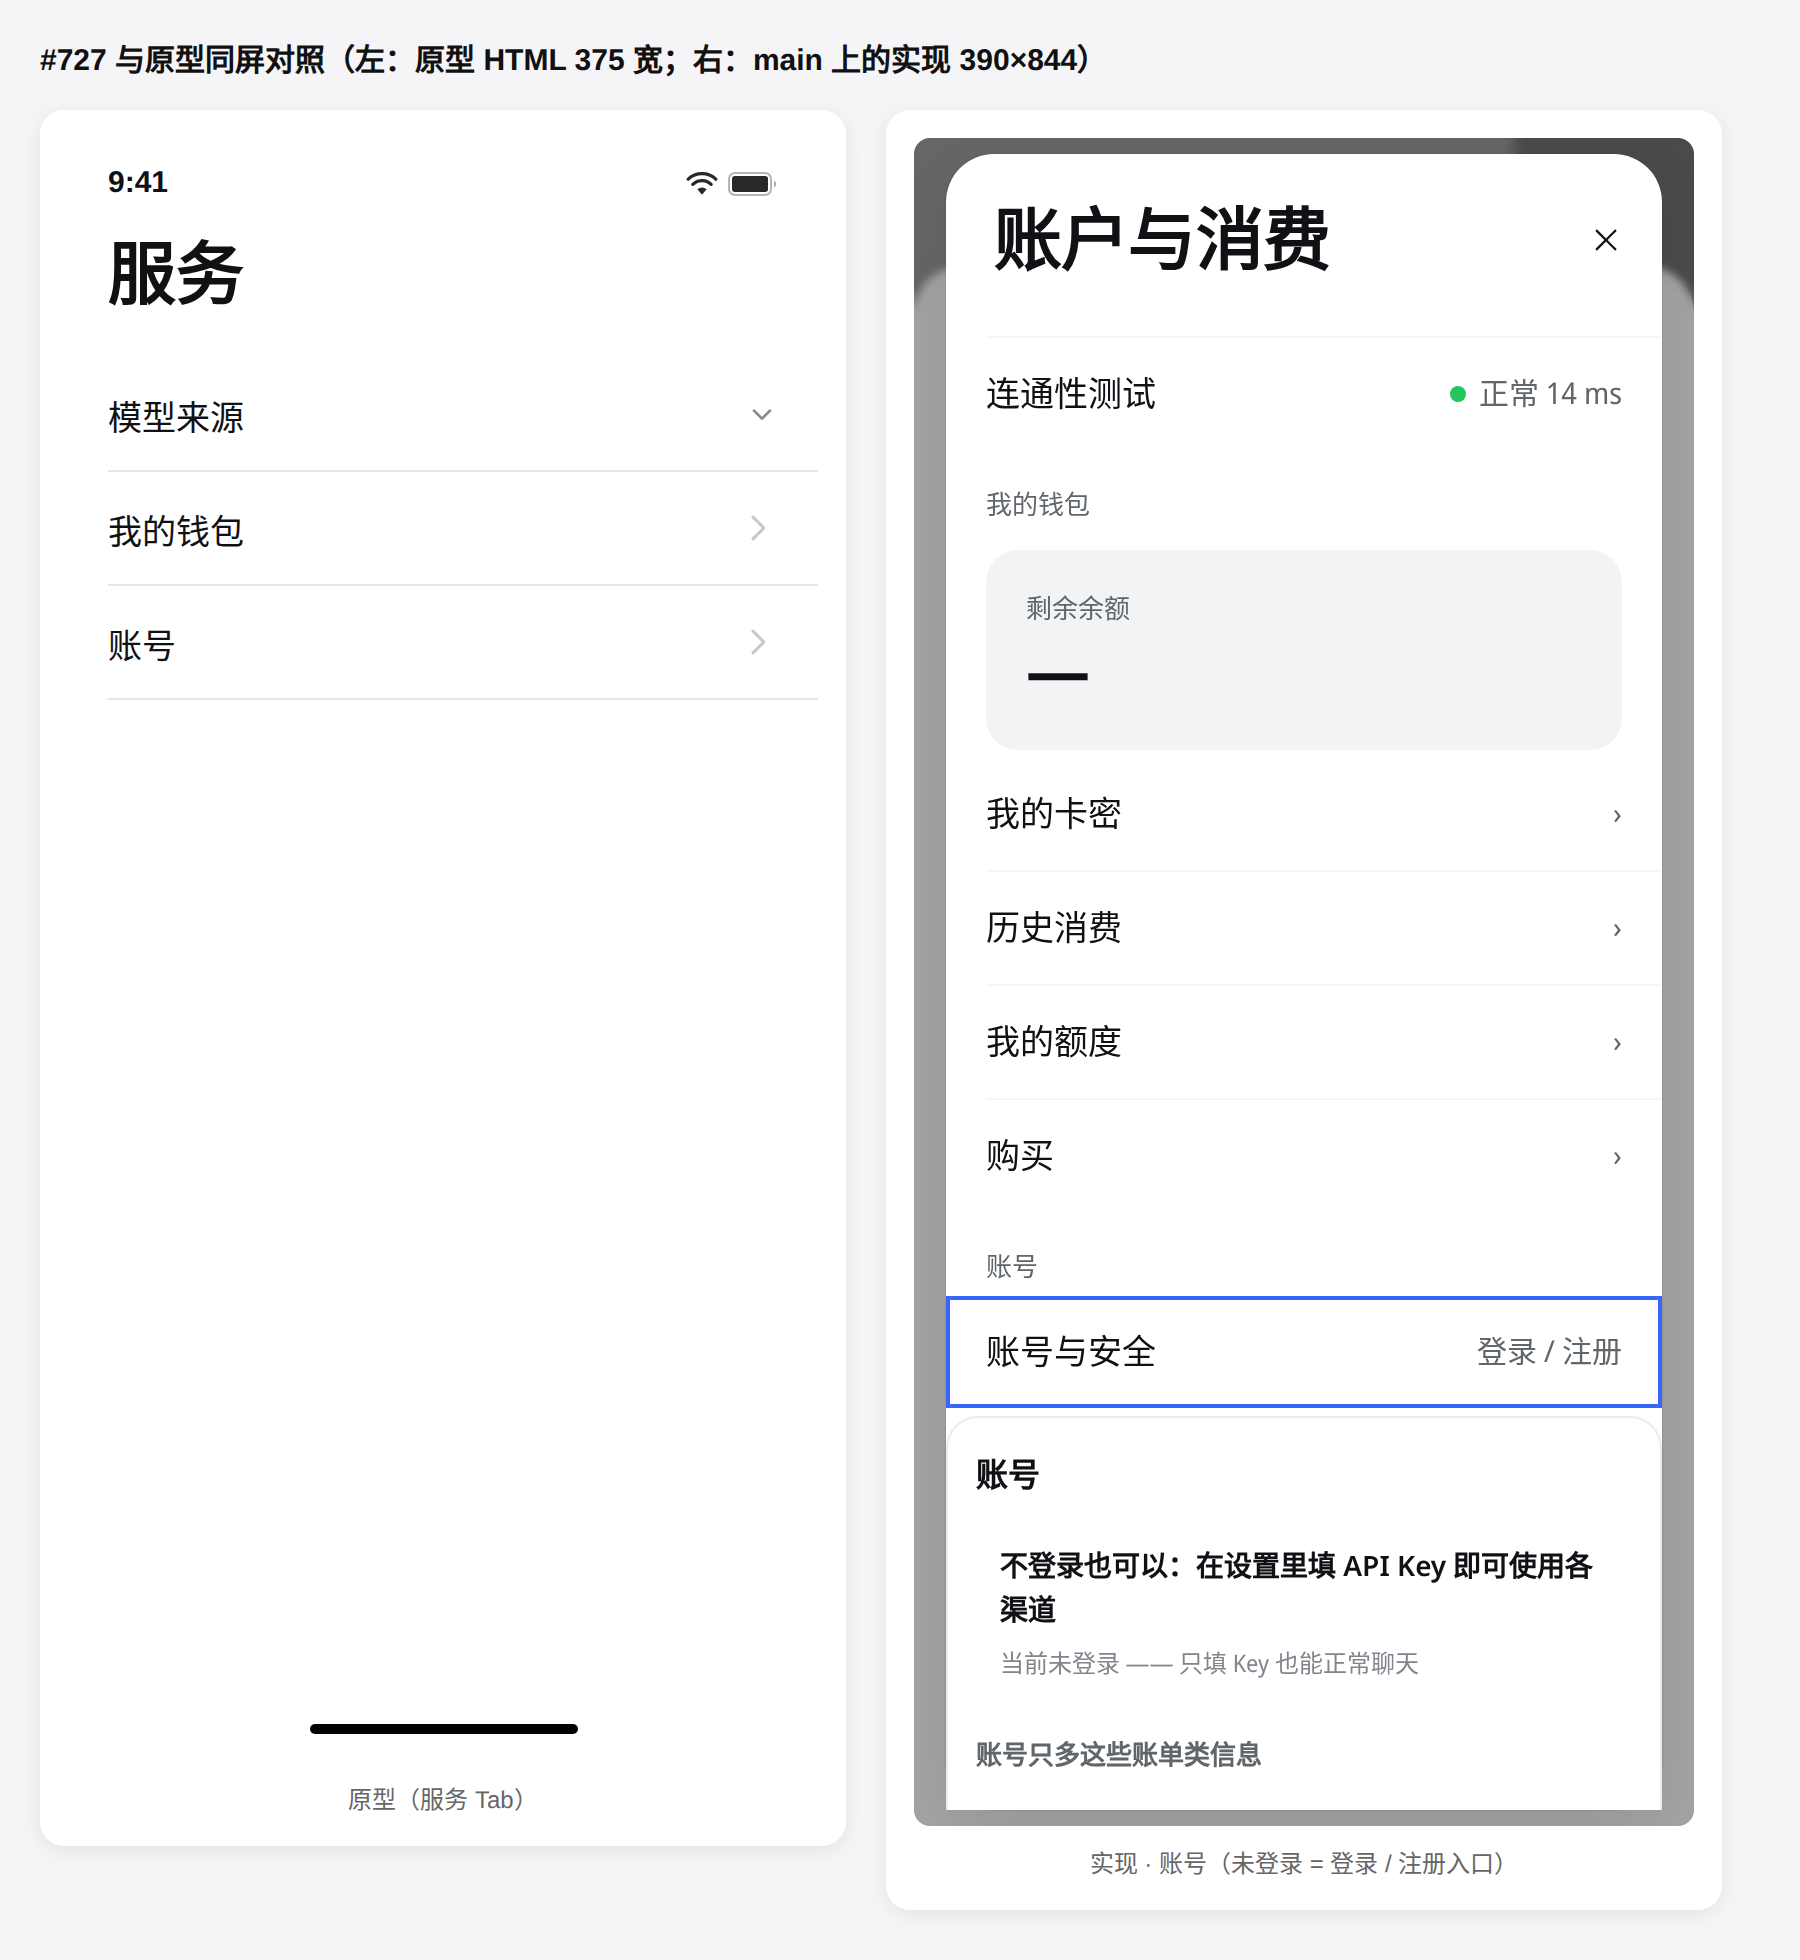 #727 与原型同屏对照（左：原型 HTML 375 宽；右：main 上的实现 390×844）
9:41
服务
模型来源
我的钱包
账号
原型（服务 Tab）
账户与消费
连通性测试
正常 14 ms
我的钱包
剩余余额
—
我的卡密
›
历史消费
›
我的额度
›
购买
›
账号
账号与安全
登录 / 注册
账号
不登录也可以：在设置里填 API Key 即可使用各
渠道
当前未登录 —— 只填 Key 也能正常聊天
账号只多这些账单类信息
实现 · 账号（未登录 = 登录 / 注册入口）